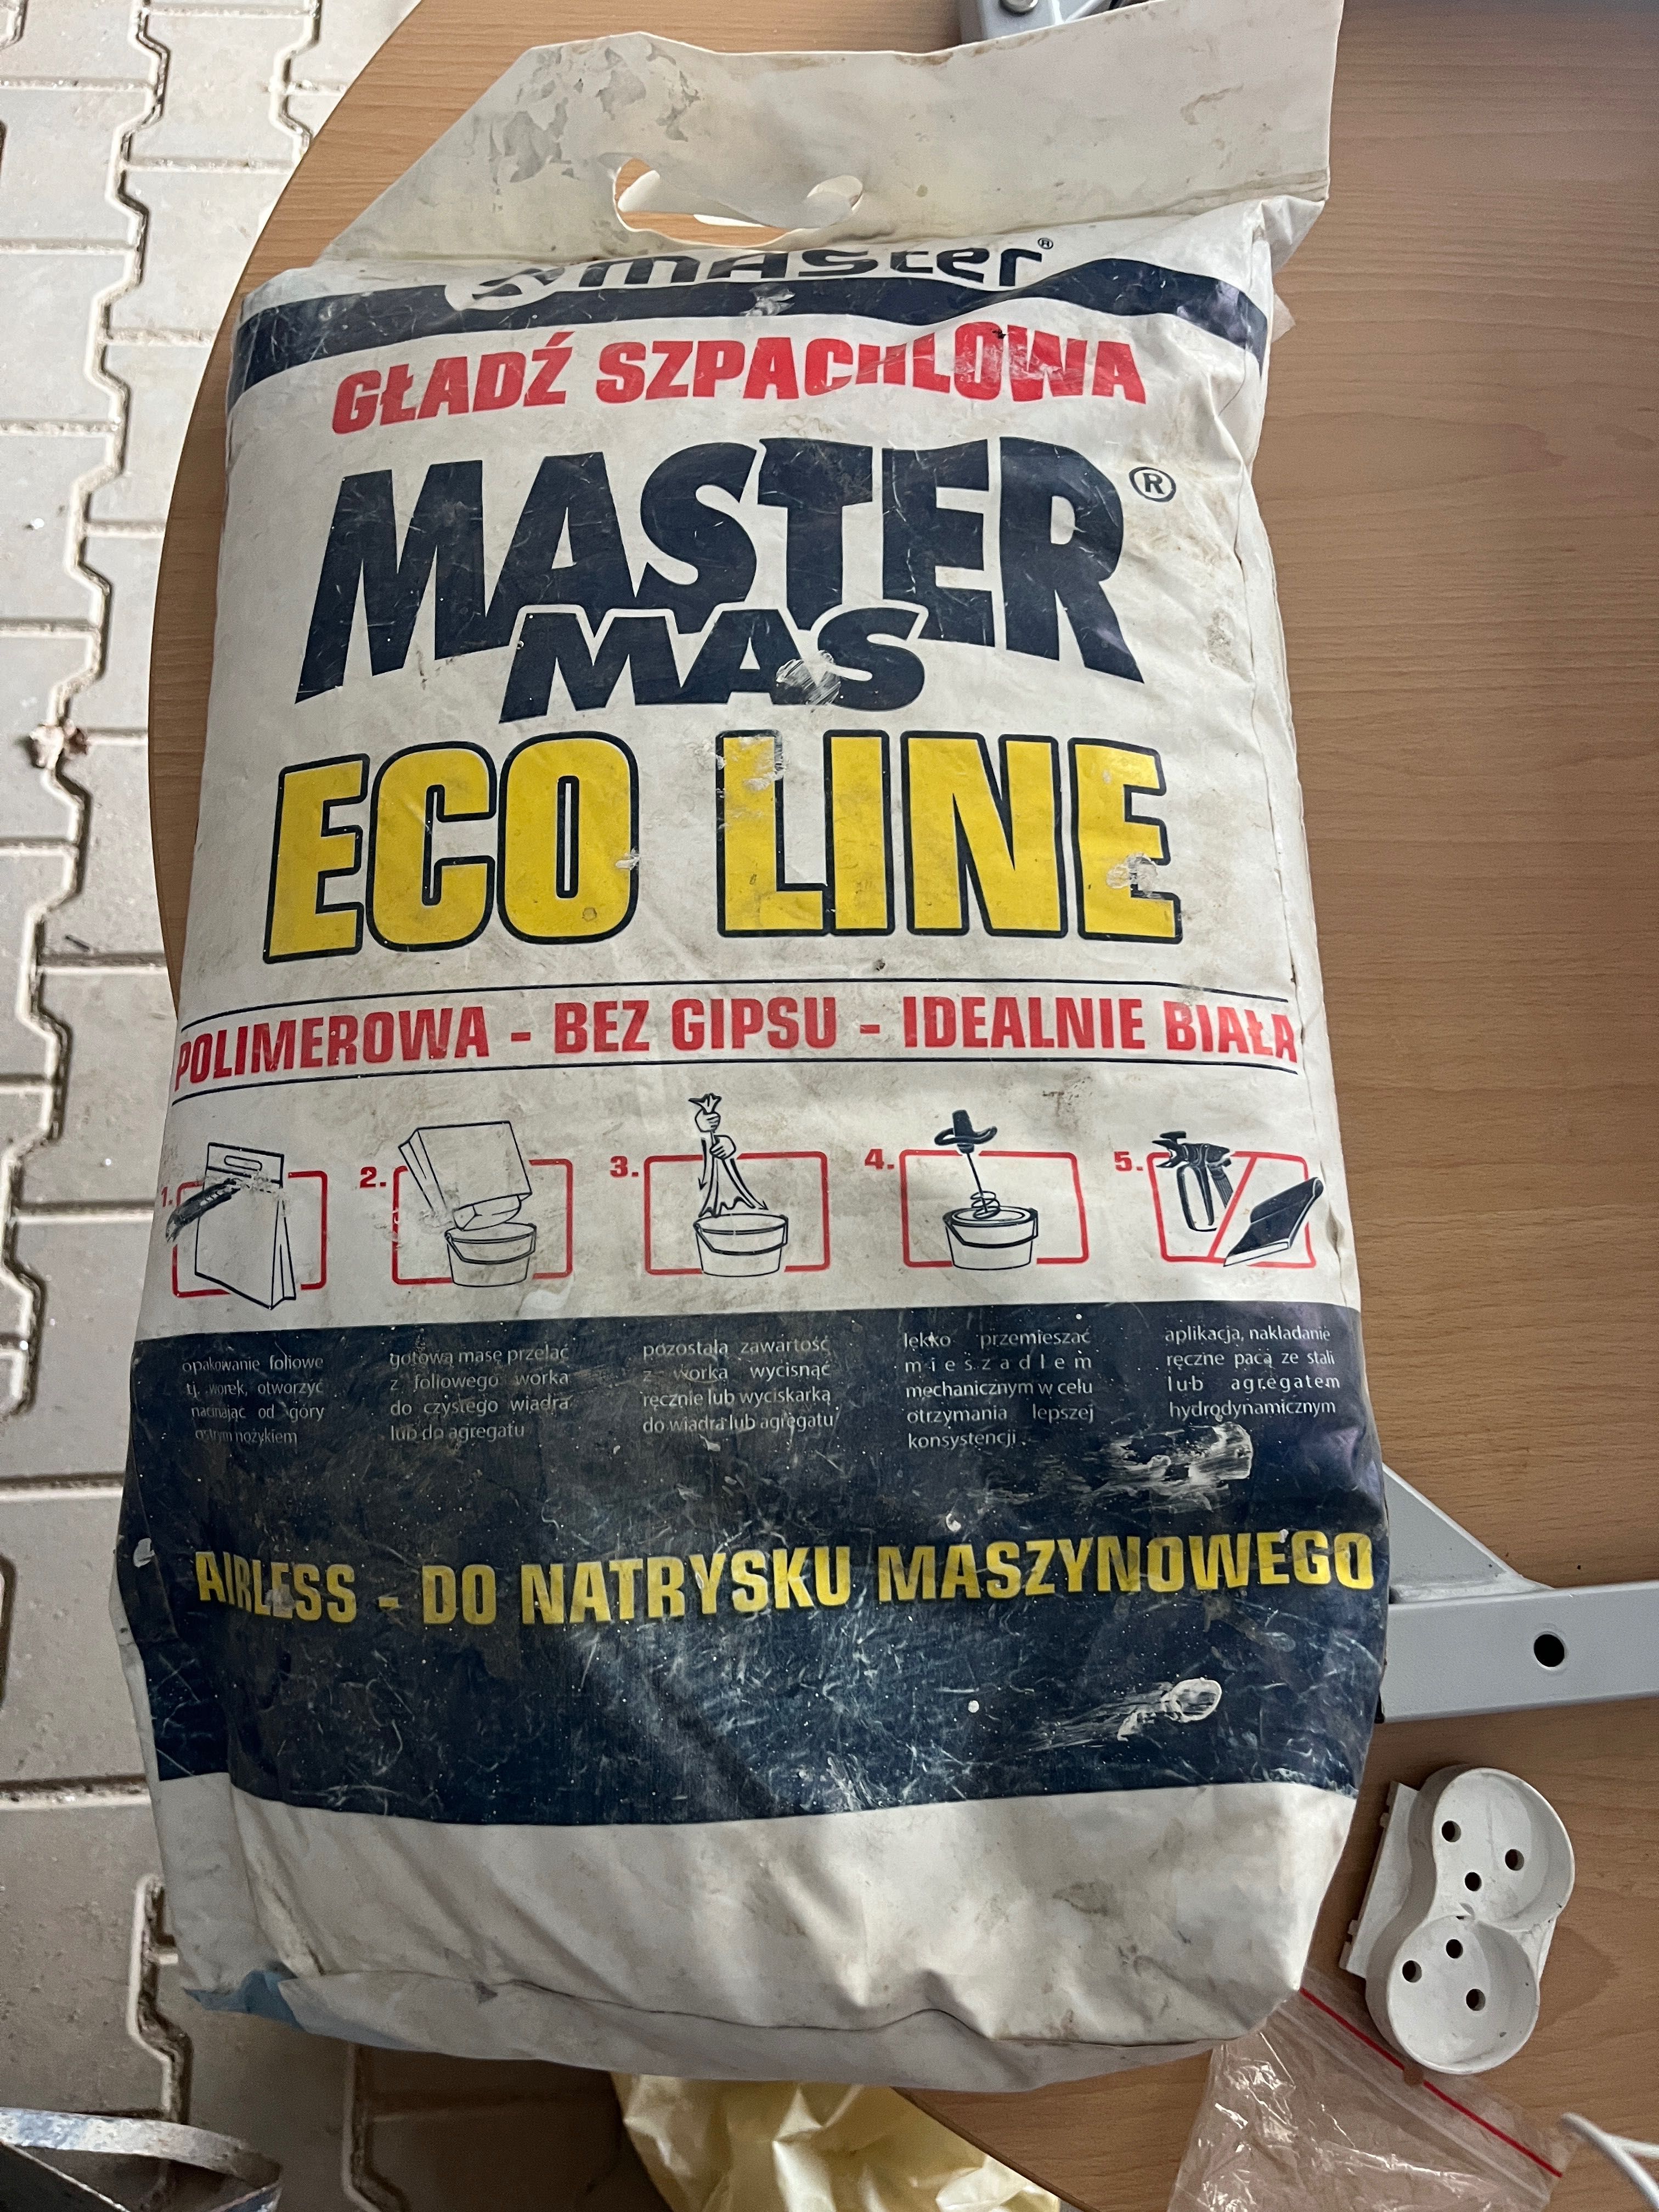 master®
GŁADŹ SZPACHLOWA
MASTER®
MAS
ECO LINE
POLIMEROWA - BEZ GIPSU - IDEALNIE BIAŁA
1.
opakowanie foliowe
tj. worek, otworzyć
nacinając od góry
ostrym nożykiem
2.
gotową masę przelać
z foliowego worka
do czystego wiadra
lub do agregatu
3.
pozostała zawartość
z worka wycisnąć
ręcznie lub wyciskarką
do wiadra lub agregatu
4.
lekko przemieszać
mieszadłem
mechanicznym w celu
otrzymania lepszej
konsystencji
5.
aplikacja, nakładanie
ręczne pacą ze stali
lub agregatem
hydrodynamicznym
AIRLESS - DO NATRYSKU MASZYNOWEGO